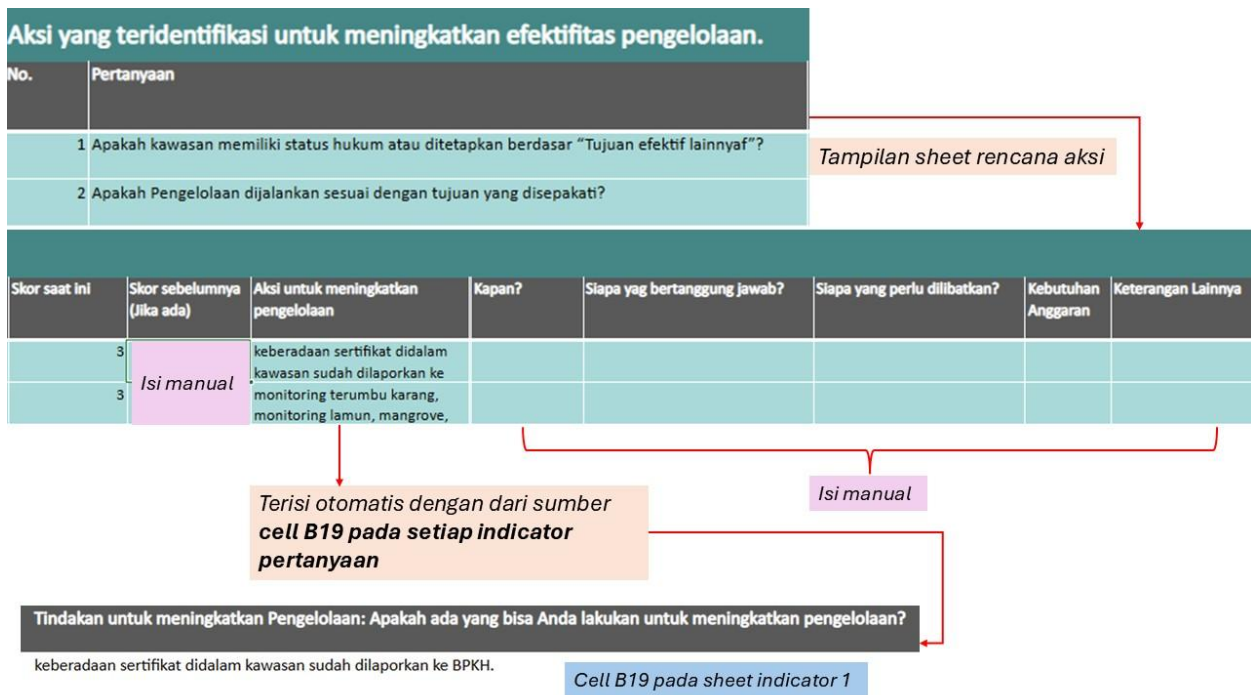 Aksi yang teridentifikasi untuk meningkatkan efektifitas pengelolaan.
No.
Pertanyaan
1 Apakah kawasan memiliki status hukum atau ditetapkan berdasar “Tujuan efektif lainnyaf”?
2 Apakah Pengelolaan dijalankan sesuai dengan tujuan yang disepakati?
Tampilan sheet rencana aksi
Skor saat ini
Skor sebelumnya
(Jika ada)
Aksi untuk meningkatkan
pengelolaan
Kapan?
Siapa yag bertanggung jawab?
Siapa yang perlu dilibatkan?
Kebutuhan
Anggaran
Keterangan Lainnya
3
Isi manual
keberadaan sertifikat didalam
kawasan sudah dilaporkan ke
3
monitoring terumbu karang,
monitoring lamun, mangrove,
Isi manual
Terisi otomatis dengan dari sumber
cell B19 pada setiap indicator
pertanyaan
Tindakan untuk meningkatkan Pengelolaan: Apakah ada yang bisa Anda lakukan untuk meningkatkan pengelolaan?
keberadaan sertifikat didalam kawasan sudah dilaporkan ke BPKH.
Cell B19 pada sheet indicator 1